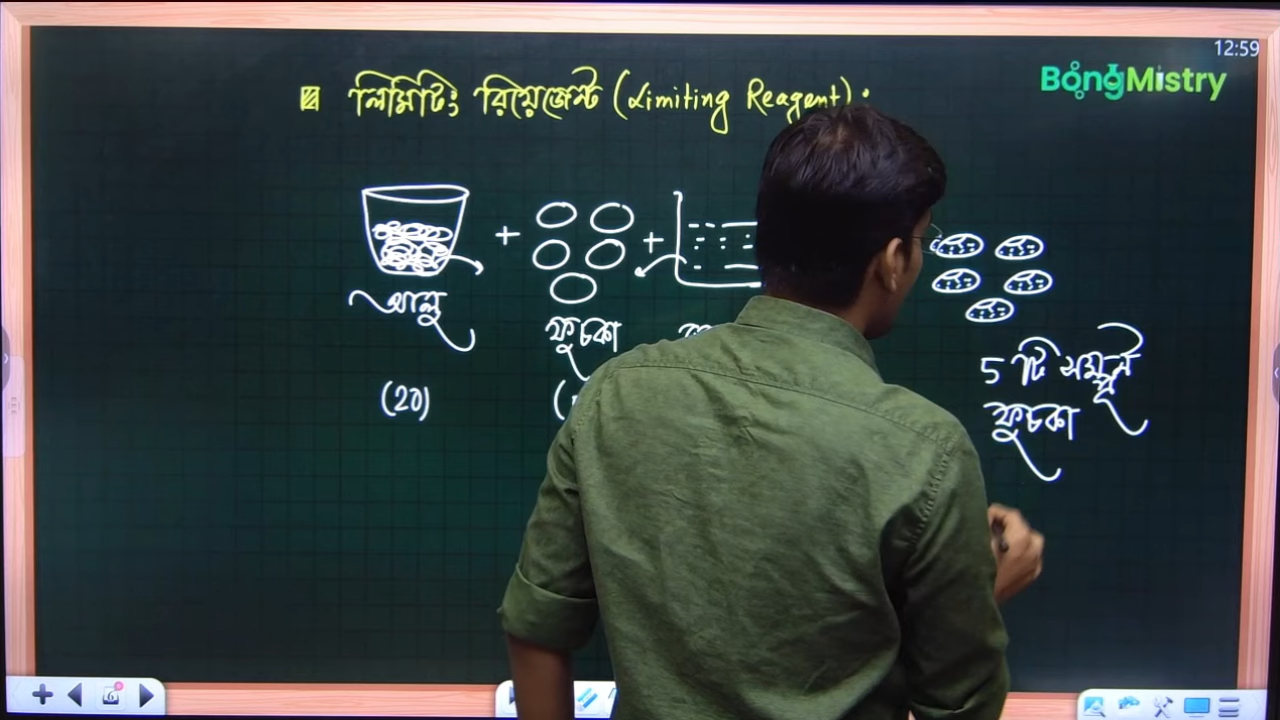 12:59
BongMistry
লিমিটিং রিয়েজেন্ট (Limiting Reagent) :
আলু
ফুচকা
(20)
5 টি সম্পূর্ণ
ফুচকা